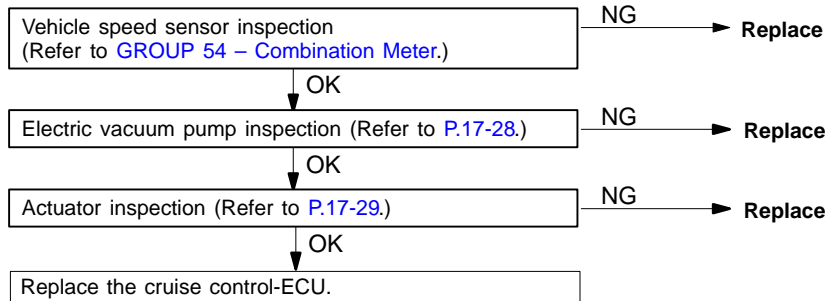 Vehicle speed sensor inspection
(Refer to GROUP 54 – Combination Meter.)
NG
Replace
OK
Electric vacuum pump inspection (Refer to P.17-28.)
NG
Replace
OK
Actuator inspection (Refer to P.17-29.)
NG
Replace
OK
Replace the cruise control-ECU.